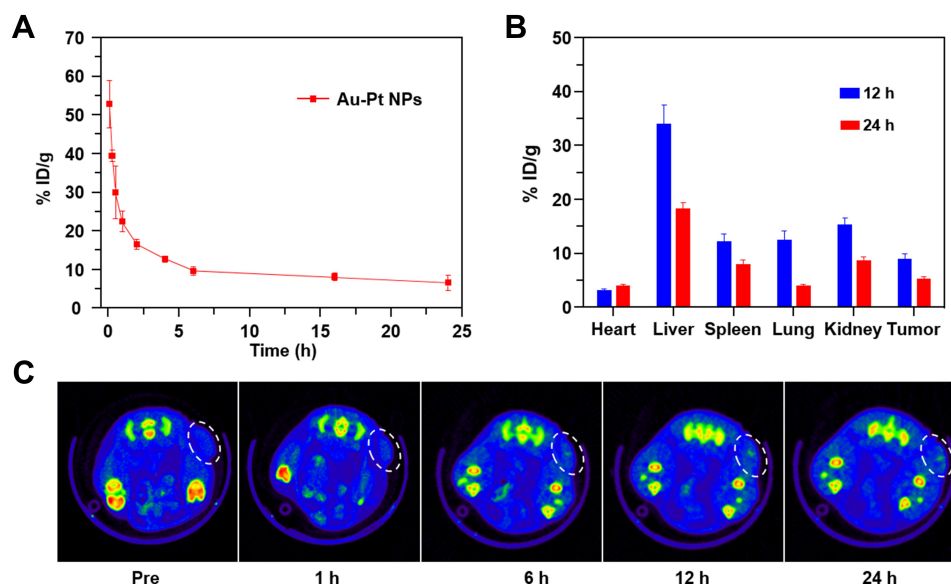 A
70
60
50
40
30
20
10
0
% ID/g
Au-Pt NPs
0 5 10 15 20 25
Time (h)
B
50
40
30
20
10
0
% ID/g
12 h
24 h
Heart Liver Spleen Lung Kidney Tumor
C
Pre 1 h 6 h 12 h 24 h